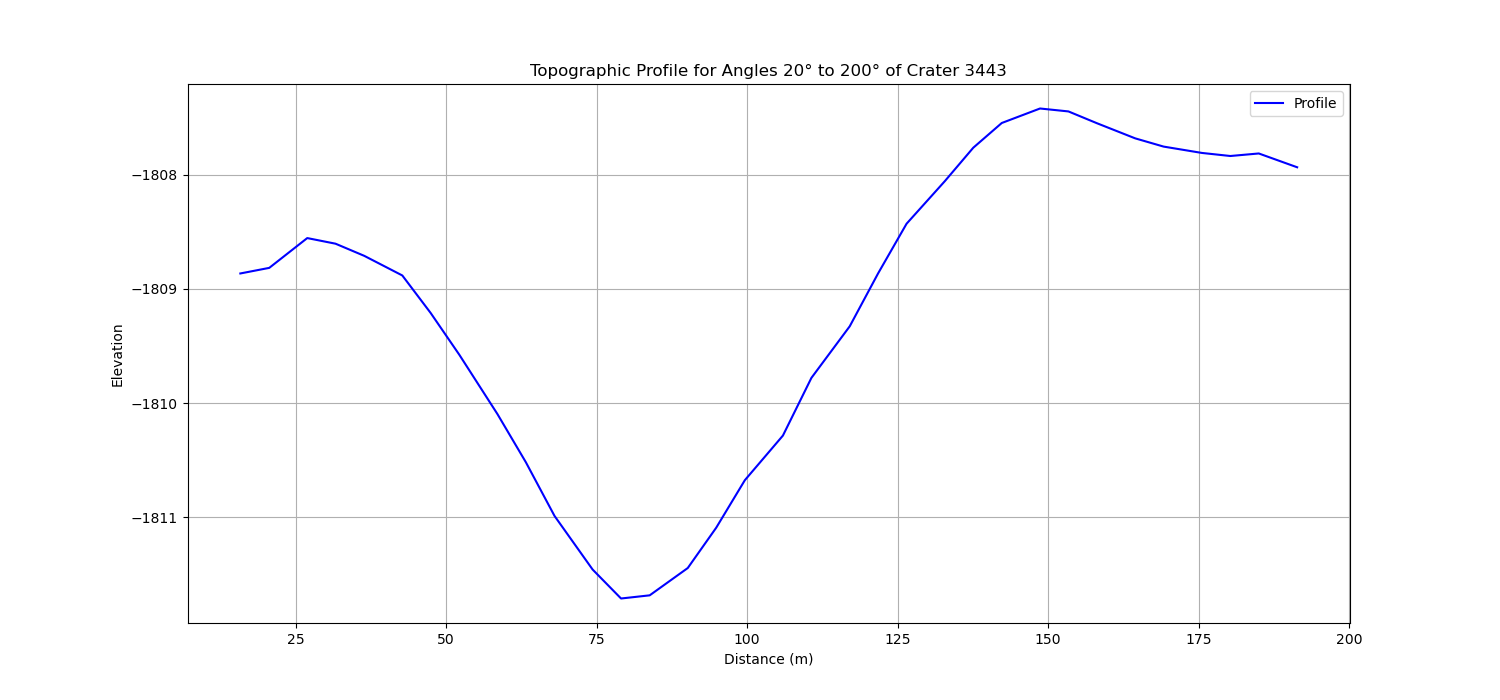 Topographic Profile for Angles 20° to 200° of Crater 3443
Profile
−1808
−1809
−1810
−1811
Elevation
25 50 75 100 125 150 175 200
Distance (m)